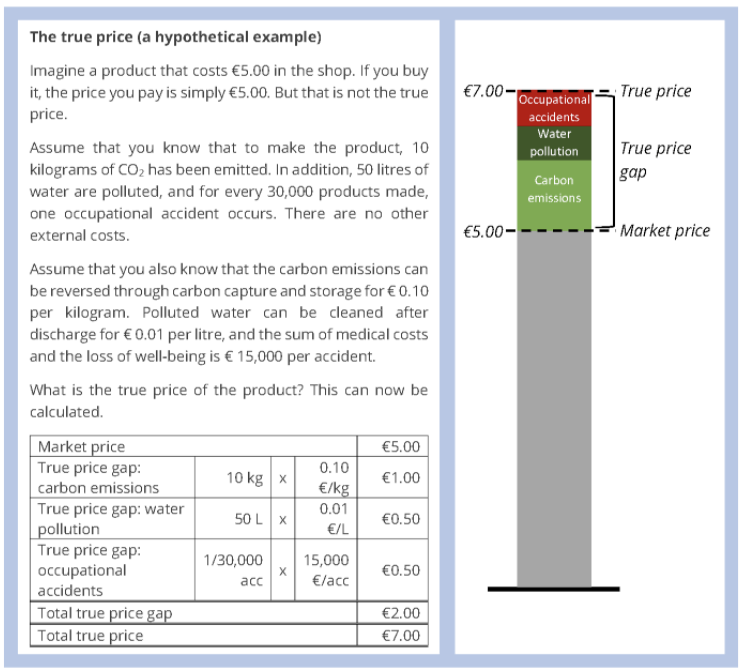 The true price (a hypothetical example)
Imagine a product that costs €5.00 in the shop. If you buy
it, the price you pay is simply €5.00. But that is not the true
price.
Assume that you know that to make the product, 10
kilograms of CO₂ has been emitted. In addition, 50 litres of
water are polluted, and for every 30,000 products made,
one occupational accident occurs. There are no other
external costs.
Assume that you also know that the carbon emissions can
be reversed through carbon capture and storage for € 0.10
per kilogram. Polluted water can be cleaned after
discharge for € 0.01 per litre, and the sum of medical costs
and the loss of well-being is € 15,000 per accident.
What is the true price of the product? This can now be
calculated.
Market price €5.00
True price gap:
carbon emissions 10 kg x 0.10
€/kg €1.00
True price gap: water
pollution 50 L x 0.01
€/L €0.50
True price gap:
occupational
accidents 1/30,000
acc x 15,000
€/acc €0.50
Total true price gap €2.00
Total true price €7.00
€7.00 True price
Occupational
accidents
Water
pollution
Carbon
emissions
True price
gap
€5.00 Market price